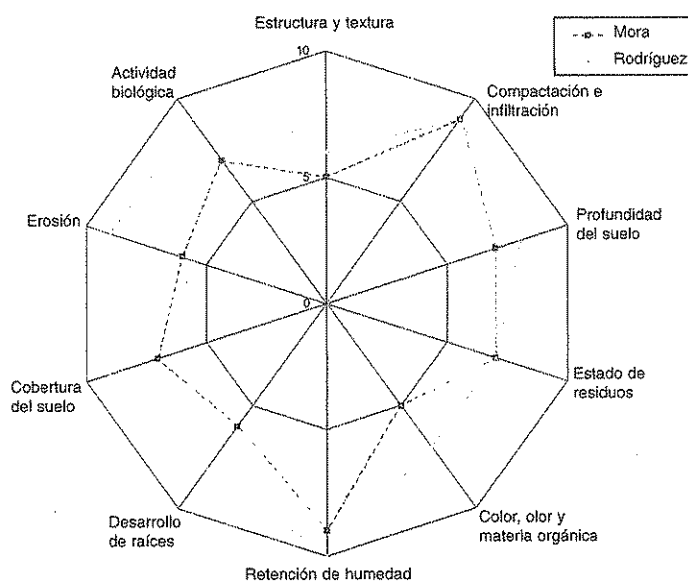 Estructura y textura
10
Mora
Rodríguez
Actividad
biológica
Compactación e
infiltración
5
Erosión
Profundidad
del suelo
0
Cobertura
del suelo
Estado de
residuos
Desarrollo
de raíces
Color, olor y
materia orgánica
Retención de humedad